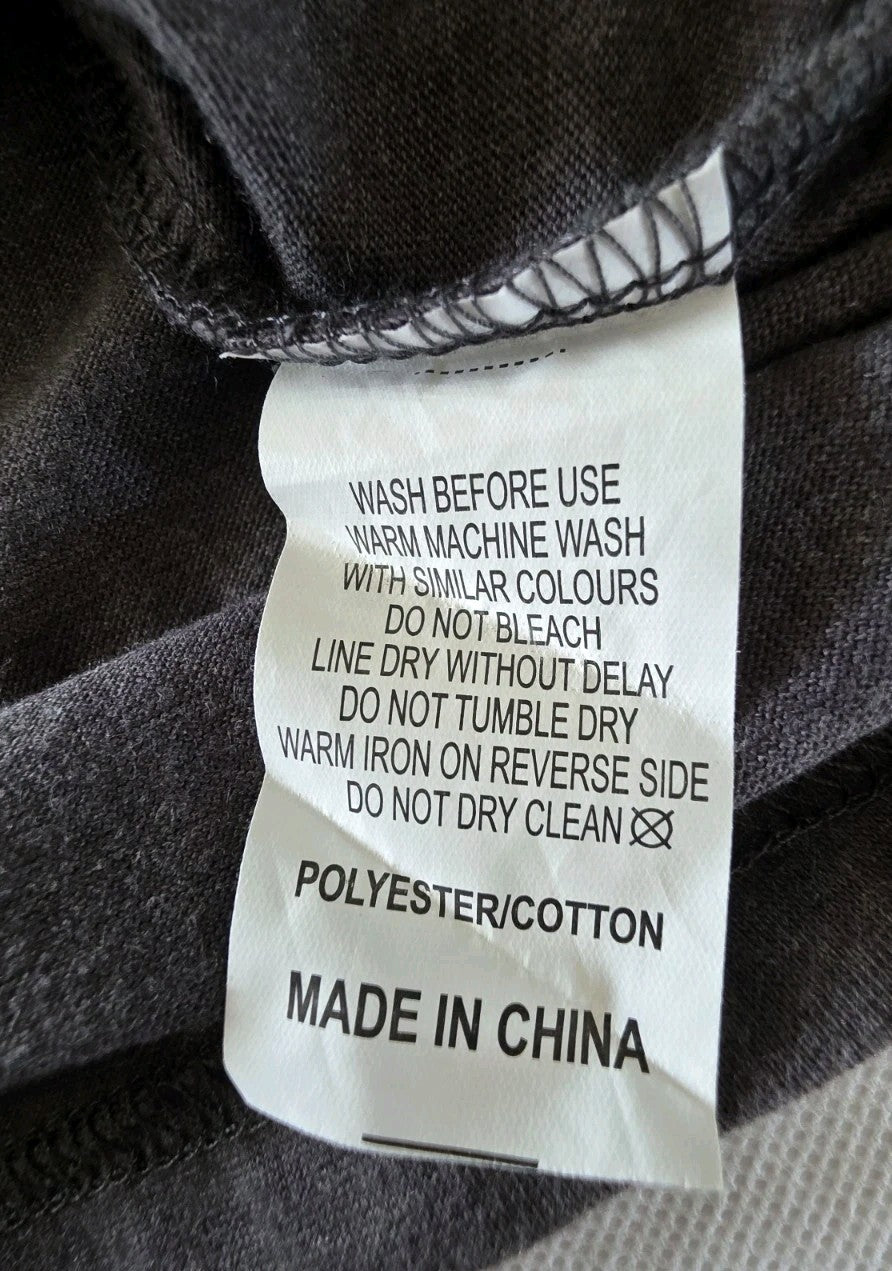 WASH BEFORE USE
WARM MACHINE WASH
WITH SIMILAR COLOURS
DO NOT BLEACH
LINE DRY WITHOUT DELAY
DO NOT TUMBLE DRY
WARM IRON ON REVERSE SIDE
DO NOT DRY CLEAN
POLYESTER/COTTON
MADE IN CHINA